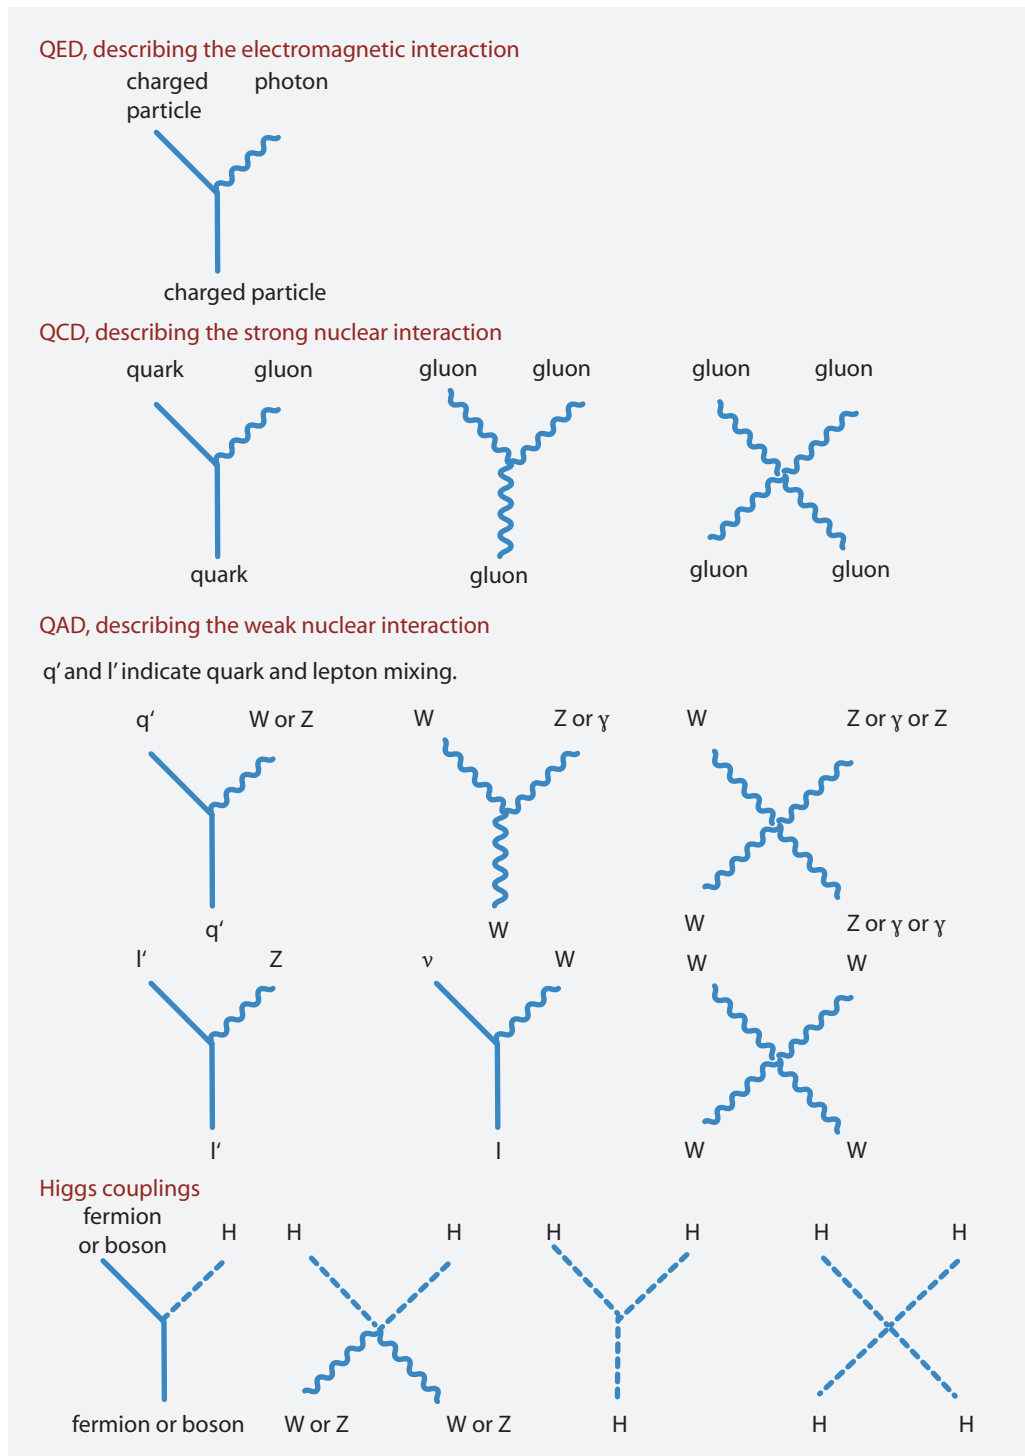 QED, describing the electromagnetic interaction
charged photon
particle
charged particle
QCD, describing the strong nuclear interaction
quark gluon gluon gluon gluon gluon
quark gluon gluon gluon
QAD, describing the weak nuclear interaction
q’ and l’ indicate quark and lepton mixing.
q‘ W or Z W Z or γ W Z or γ or Z
q‘ W W Z or γ or γ
l‘ Z ν W W W
l‘ l W W
Higgs couplings
fermion
or boson H H H H H H H
fermion or boson W or Z W or Z H H H